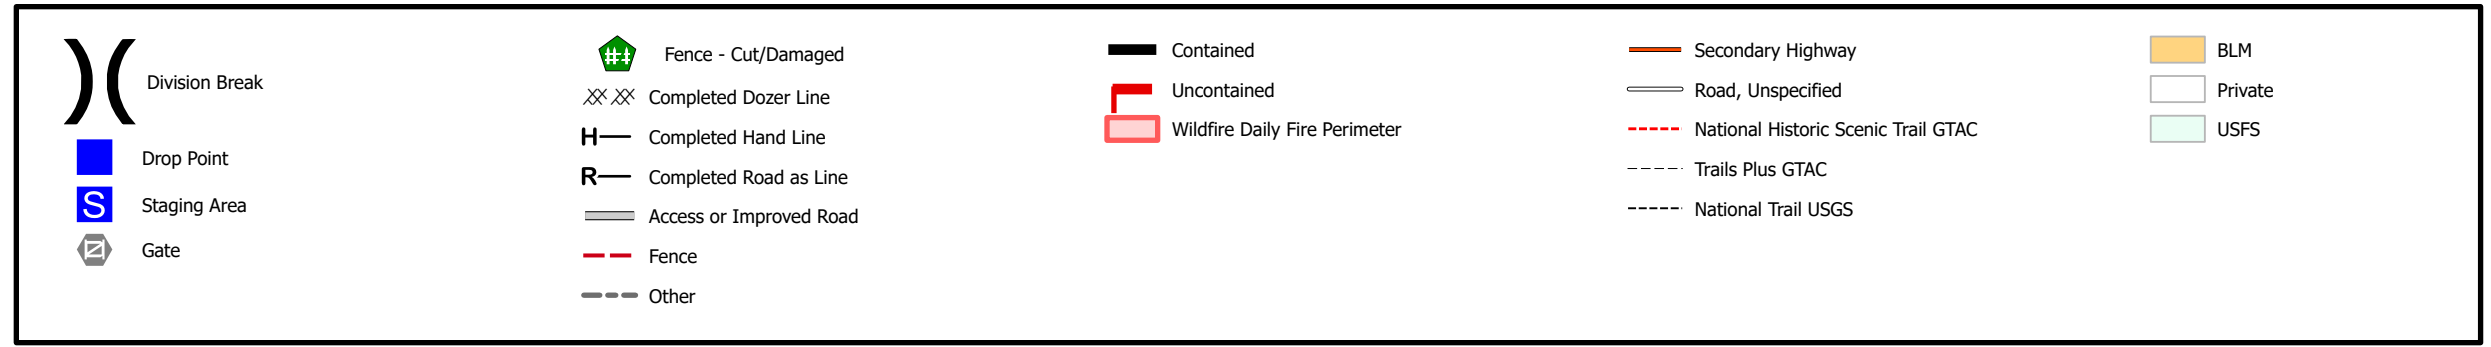 Division Break
Drop Point
S
Staging Area
Gate
Fence - Cut/Damaged
Completed Dozer Line
H
Completed Hand Line
R
Completed Road as Line
Access or Improved Road
Fence
Other
Contained
Uncontained
Wildfire Daily Fire Perimeter
Secondary Highway
Road, Unspecified
National Historic Scenic Trail GTAC
Trails Plus GTAC
National Trail USGS
BLM
Private
USFS